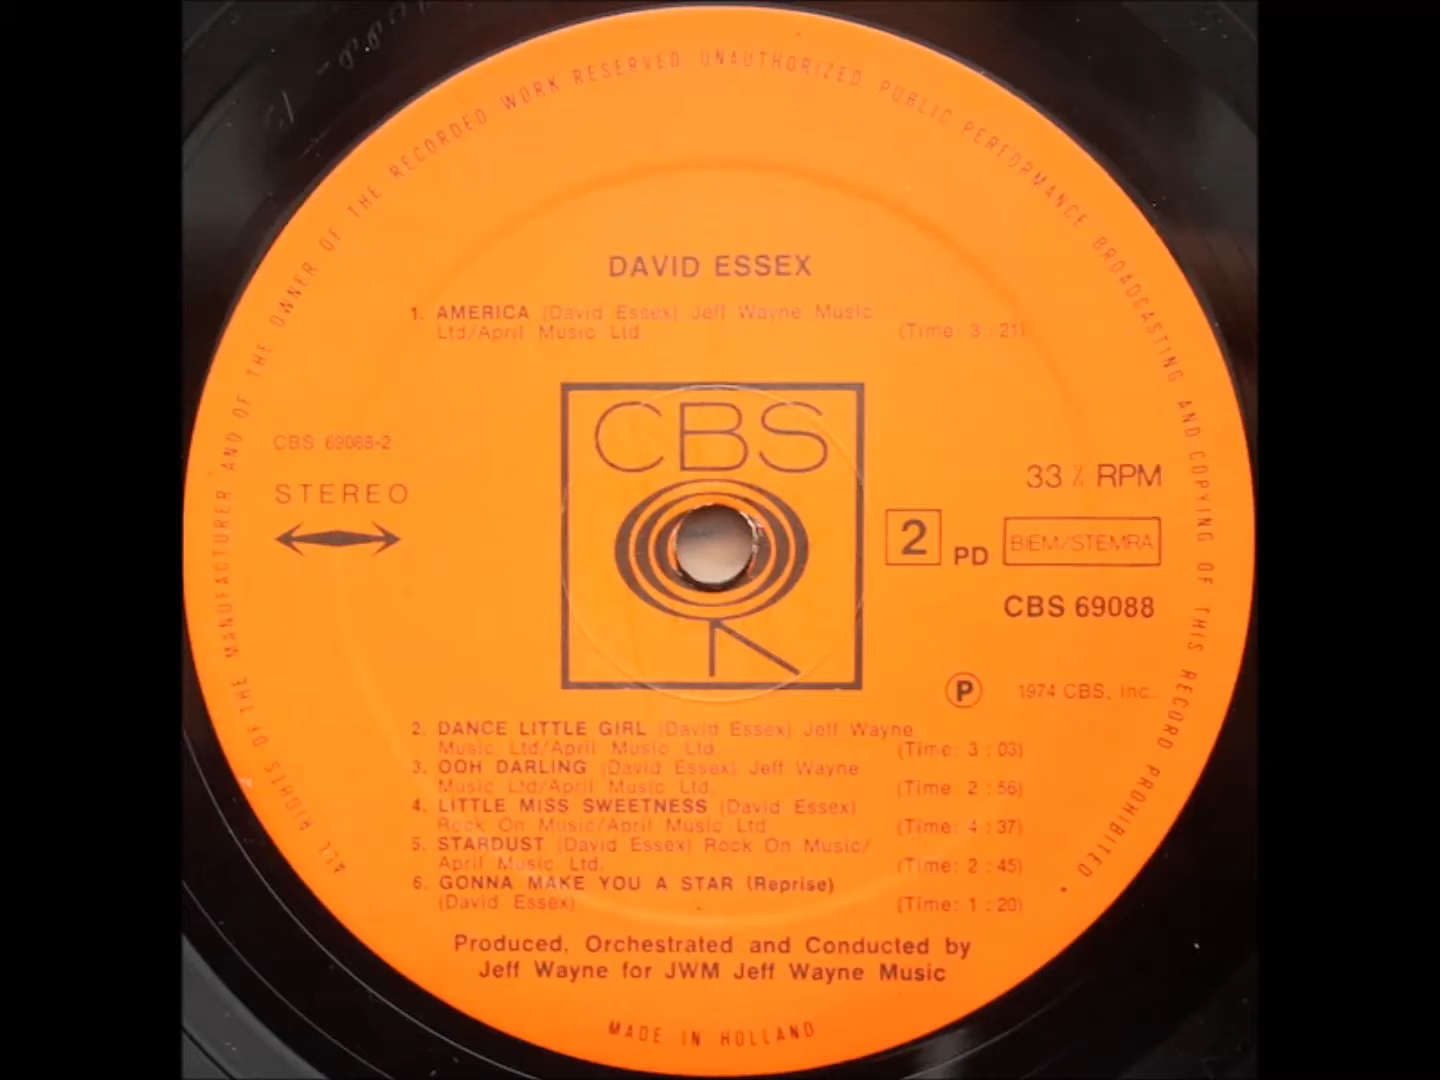 ALL RIGHTS OF THE MANUFACTURER AND OF THE OWNER OF THE RECORDED WORK RESERVED UNAUTHORIZED PUBLIC PERFORMANCE BROADCASTING AND COPYING OF THIS RECORD PROHIBITED
DAVID ESSEX
1. AMERICA (David Essex) Jeff Wayne Music
Ltd/April Music Ltd. (Time: 3 : 21)
CBS
CBS 69088-2
STEREO
33 ⅓ RPM
2 PD BIEM/STEMRA
CBS 69088
P 1974 CBS, Inc.
2. DANCE LITTLE GIRL (David Essex) Jeff Wayne
Music Ltd/April Music Ltd. (Time: 3 : 03)
3. OOH DARLING (David Essex) Jeff Wayne
Music Ltd/April Music Ltd. (Time: 2 : 56)
4. LITTLE MISS SWEETNESS (David Essex)
Rock On Music/April Music Ltd. (Time: 4 : 37)
5. STARDUST (David Essex) Rock On Music/
April Music Ltd. (Time: 2 : 45)
6. GONNA MAKE YOU A STAR (Reprise)
(David Essex) (Time: 1 : 20)
Produced, Orchestrated and Conducted by
Jeff Wayne for JWM Jeff Wayne Music
MADE IN HOLLAND